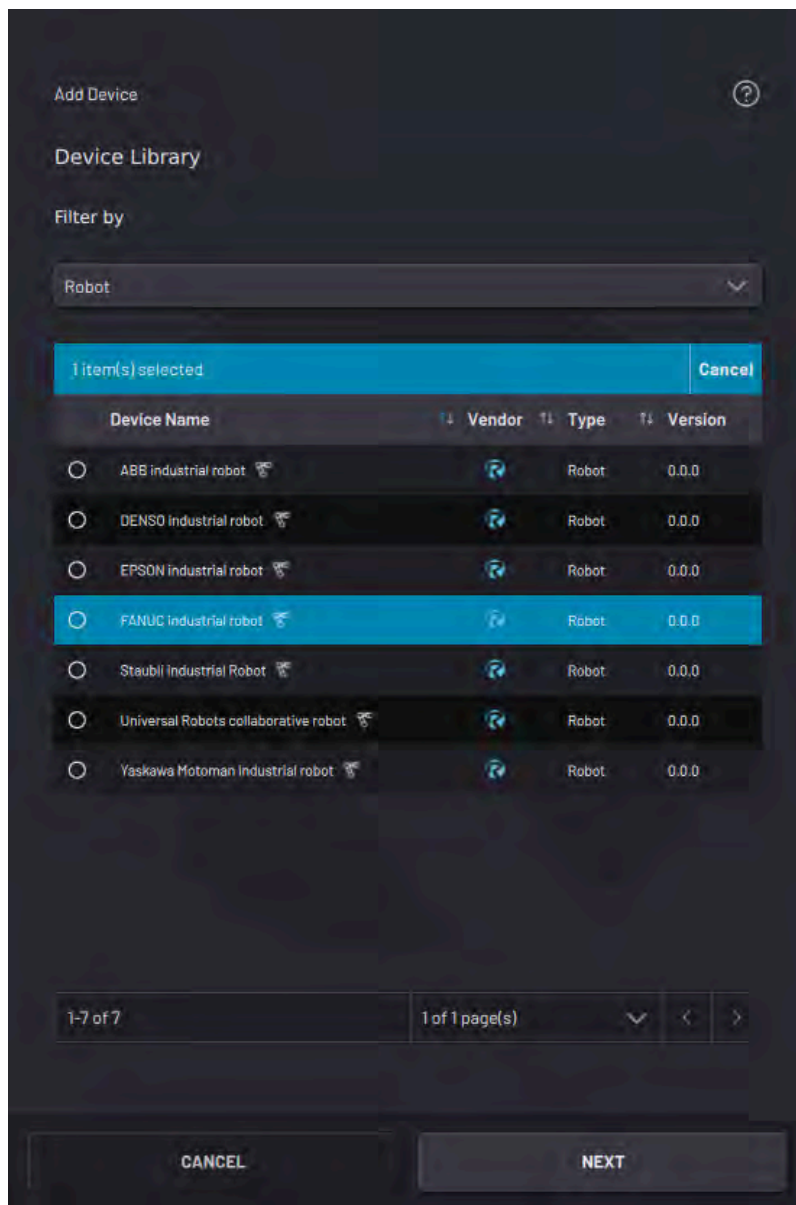 Add Device
Device Library
Filter by
Robot
1 item(s) selected Cancel
Device Name Vendor Type Version
ABB industrial robot Robot 0.0.0
DENSO industrial robot Robot 0.0.0
EPSON industrial robot Robot 0.0.0
FANUC industrial robot Robot 0.0.0
Staubli industrial Robot Robot 0.0.0
Universal Robots collaborative robot Robot 0.0.0
Yaskawa Motoman industrial robot Robot 0.0.0
1-7 of 7 1 of 1 page(s)
CANCEL NEXT